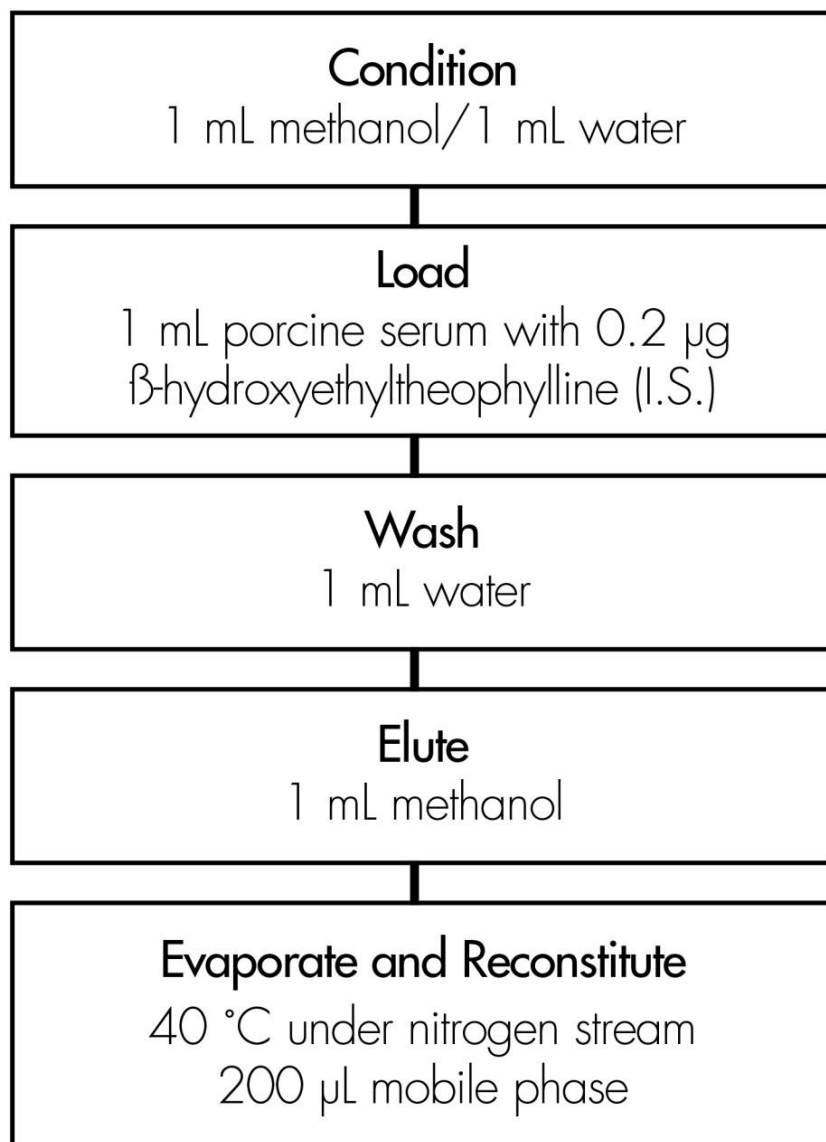 Condition
1 mL methanol/1 mL water
Load
1 mL porcine serum with 0.2 µg
ß-hydroxyethyltheophylline (I.S.)
Wash
1 mL water
Elute
1 mL methanol
Evaporate and Reconstitute
40 °C under nitrogen stream
200 µL mobile phase